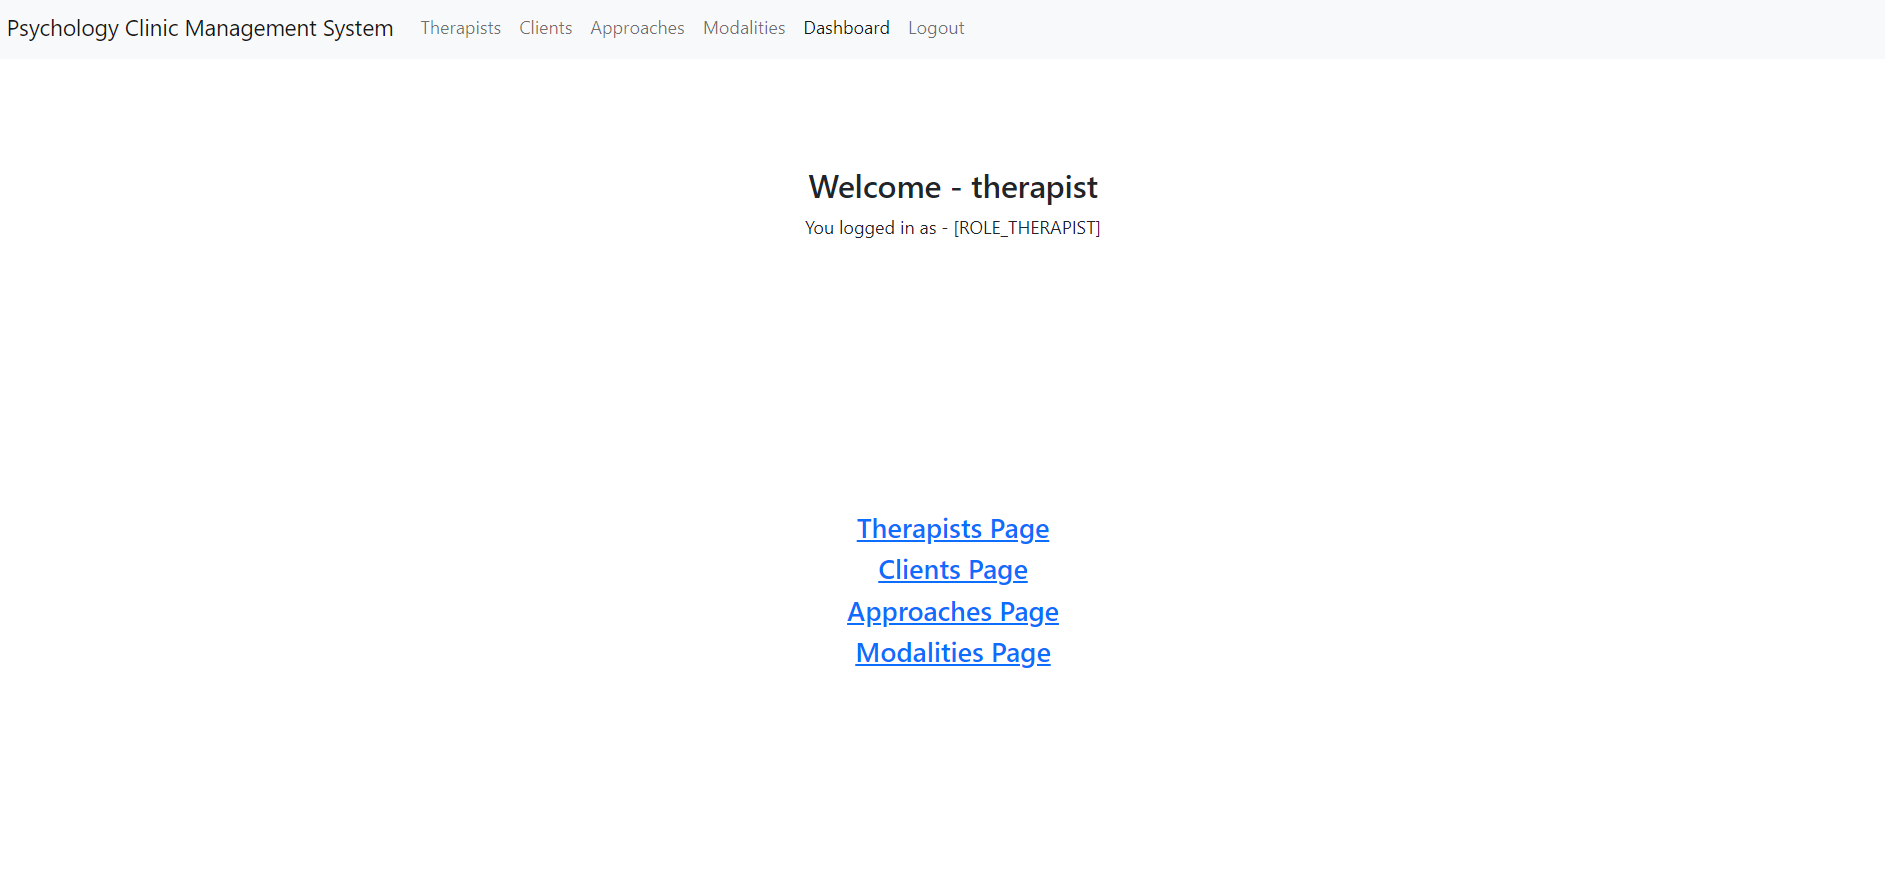 Psychology Clinic Management System Therapists Clients Approaches Modalities Dashboard Logout
Welcome - therapist
You logged in as - [ROLE_THERAPIST]
Therapists Page
Clients Page
Approaches Page
Modalities Page